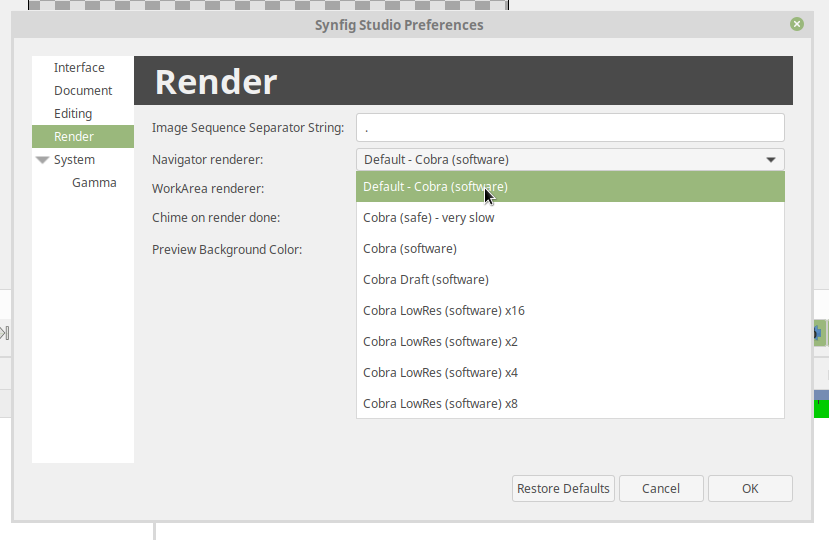 Synfig Studio Preferences
Interface
Document
Editing
Render
System
Gamma
Render
Image Sequence Separator String: .
Navigator renderer: Default - Cobra (software)
WorkArea renderer:
Chime on render done:
Preview Background Color:
Default - Cobra (software)
Cobra (safe) - very slow
Cobra (software)
Cobra Draft (software)
Cobra LowRes (software) x16
Cobra LowRes (software) x2
Cobra LowRes (software) x4
Cobra LowRes (software) x8
Restore Defaults Cancel OK